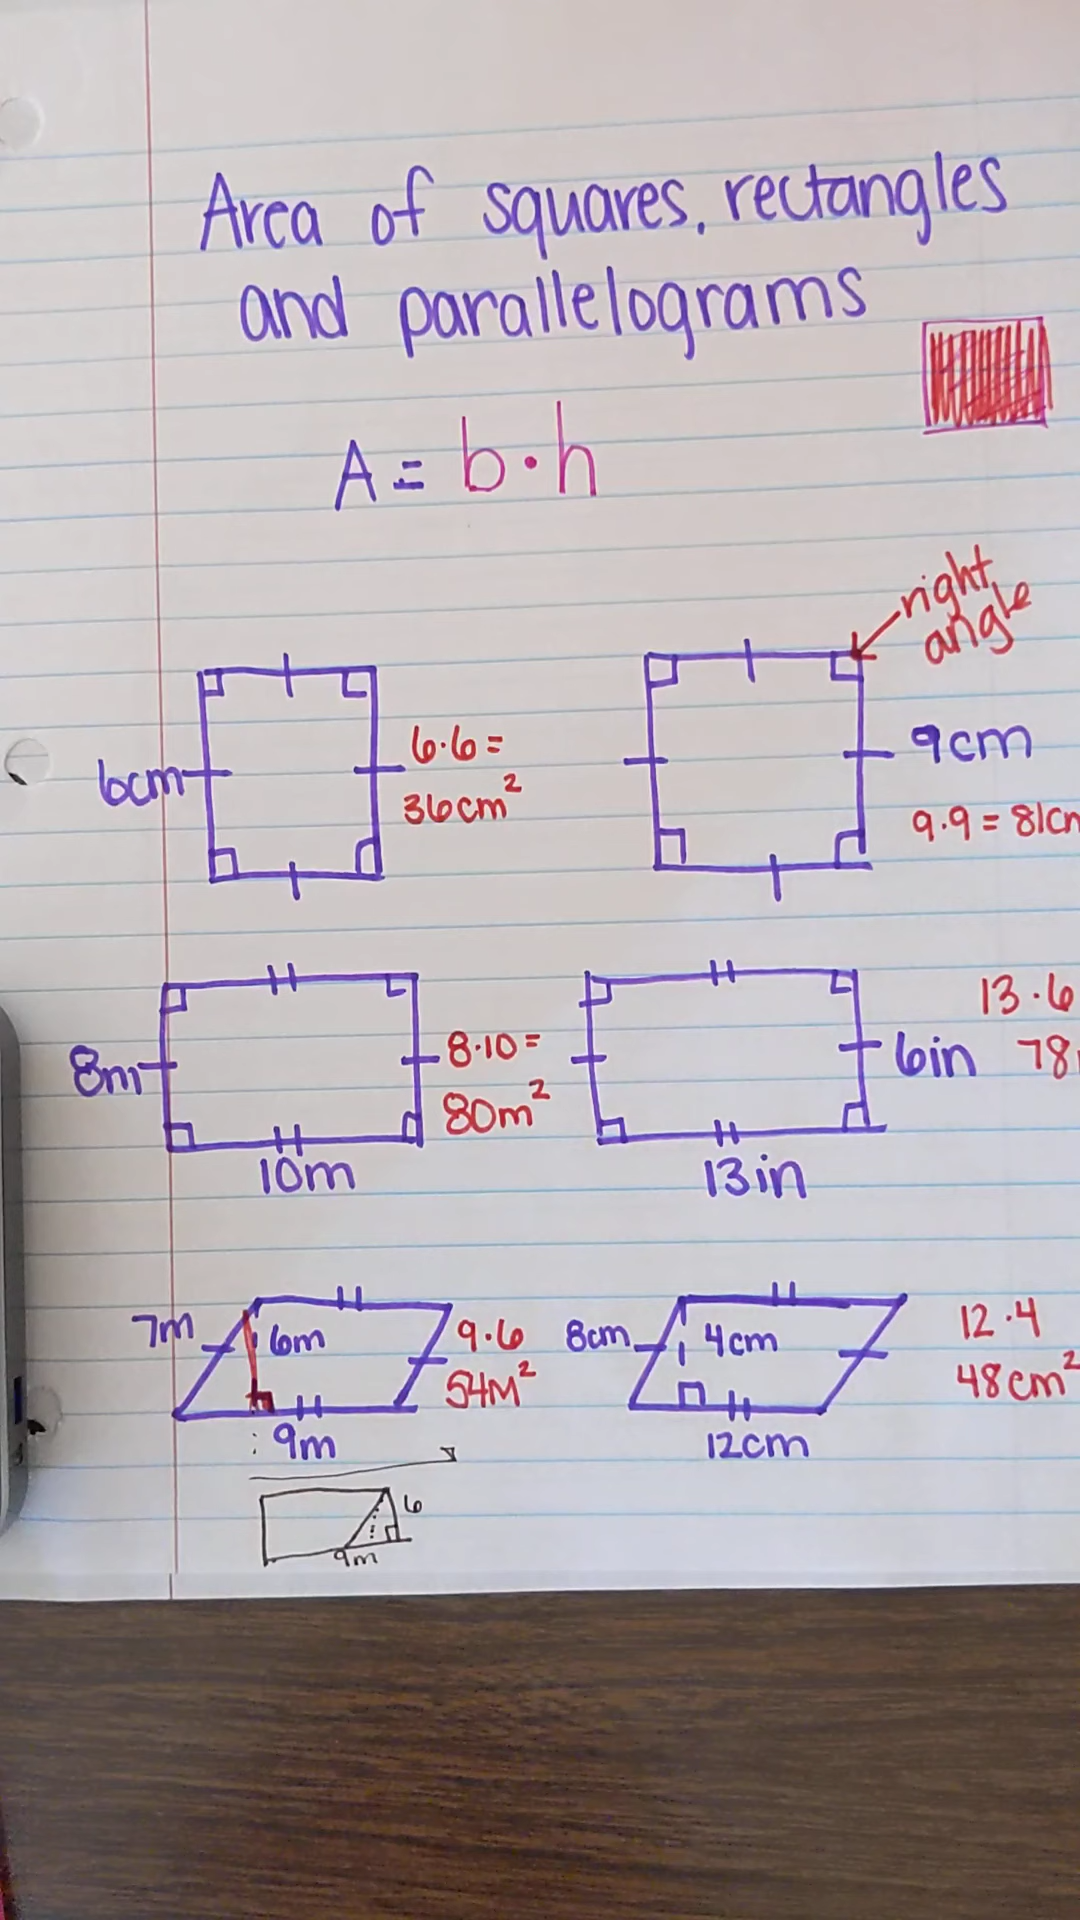 Area of squares, rectangles
and parallelograms
A = b·h
right
angle
6cm
6·6 =
36cm²
9cm
9·9 = 81cm
8m
8·10 =
80m²
10m
13·6
6in
78
13in
7m
6m
9·6
54M²
9m
8cm
4cm
12·4
48cm²
12cm
6
9m